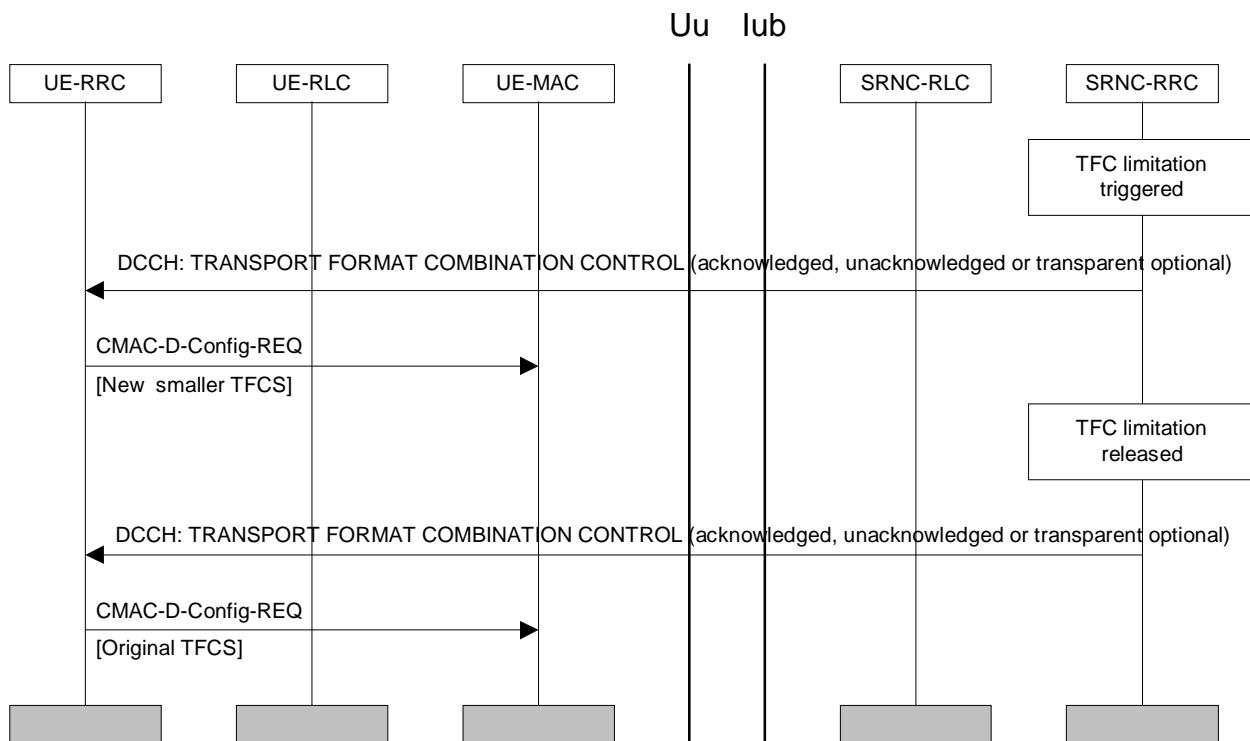 Uu Iub
UE-RRC UE-RLC UE-MAC SRNC-RLC SRNC-RRC
TFC limitation
triggered
DCCH: TRANSPORT FORMAT COMBINATION CONTROL (acknowledged, unacknowledged or transparent optional)
CMAC-D-Config-REQ
[New smaller TFCS]
TFC limitation
released
DCCH: TRANSPORT FORMAT COMBINATION CONTROL (acknowledged, unacknowledged or transparent optional)
CMAC-D-Config-REQ
[Original TFCS]